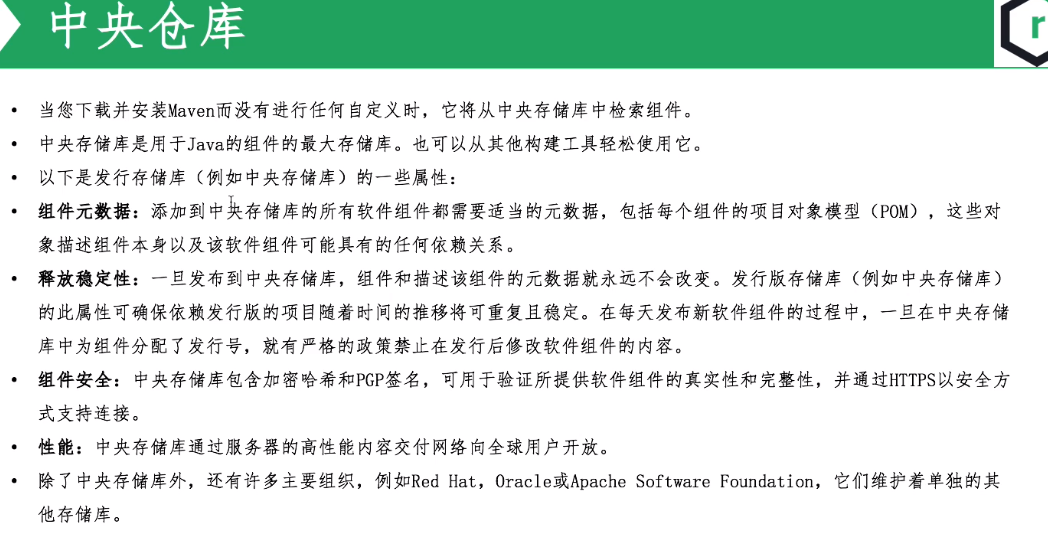 中央仓库
r
• 当您下载并安装Maven而没有进行任何自定义时，它将从中央存储库中检索组件。
• 中央存储库是用于Java的组件的最大存储库。也可以从其他构建工具轻松使用它。
• 以下是发行存储库（例如中央存储库）的一些属性：
• 组件元数据：添加到中央存储库的所有软件组件都需要适当的元数据，包括每个组件的项目对象模型（POM），这些对
象描述组件本身以及该软件组件可能具有的任何依赖关系。
• 释放稳定性：一旦发布到中央存储库，组件和描述该组件的元数据就永远不会改变。发行版存储库（例如中央存储库）
的此属性可确保依赖发行版的项目随着时间的推移将可重复且稳定。在每天发布新软件组件的过程中，一旦在中央存储
库中为组件分配了发行号，就有严格的政策禁止在发行后修改软件组件的内容。
• 组件安全：中央存储库包含加密哈希和PGP签名，可用于验证所提供软件组件的真实性和完整性，并通过HTTPS以安全方
式支持连接。
• 性能：中央存储库通过服务器的高性能内容交付网络向全球用户开放。
• 除了中央存储库外，还有许多主要组织，例如Red Hat，Oracle或Apache Software Foundation，它们维护着单独的其
他存储库。